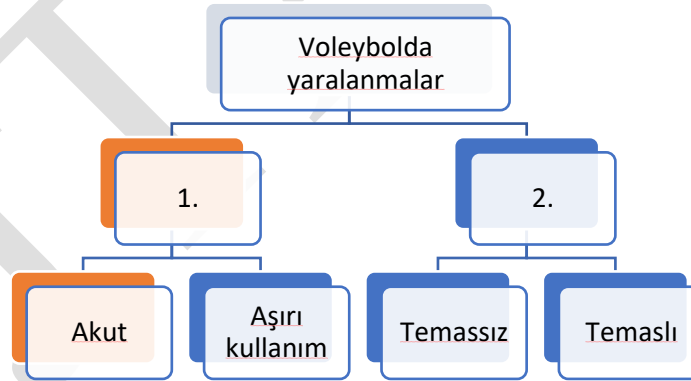 Voleybolda
yaralanmalar
1.
2.
Akut
Aşırı
kullanım
Temassız
Temaslı